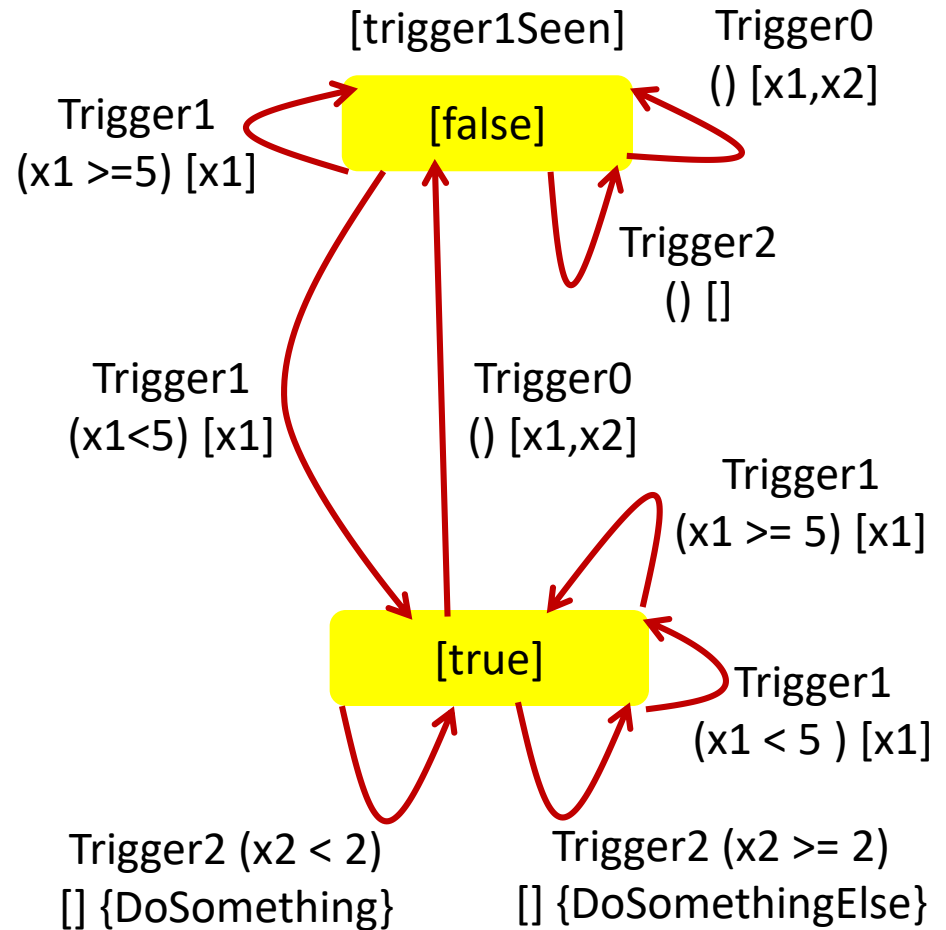 [trigger1Seen]
Trigger0
() [x1,x2]
Trigger1
(x1 >=5) [x1]
[false]
Trigger2
() []
Trigger1
(x1<5) [x1]
Trigger0
() [x1,x2]
Trigger1
(x1 >= 5) [x1]
[true]
Trigger1
(x1 < 5 ) [x1]
Trigger2 (x2 < 2)
[] {DoSomething}
Trigger2 (x2 >= 2)
[] {DoSomethingElse}